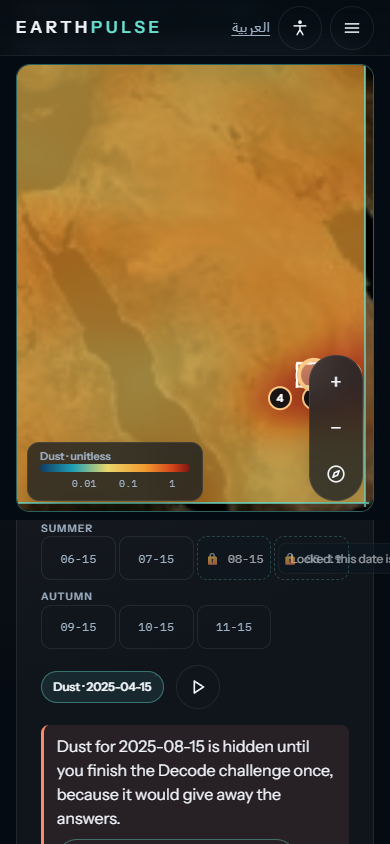 EARTHPULSE
العربية
4
Dust·unitless
0.01 0.1 1
SUMMER
06-15
07-15
08-15
Locked: this date is
AUTUMN
09-15
10-15
11-15
Dust·2025-04-15
Dust for 2025-08-15 is hidden until
you finish the Decode challenge once,
because it would give away the
answers.